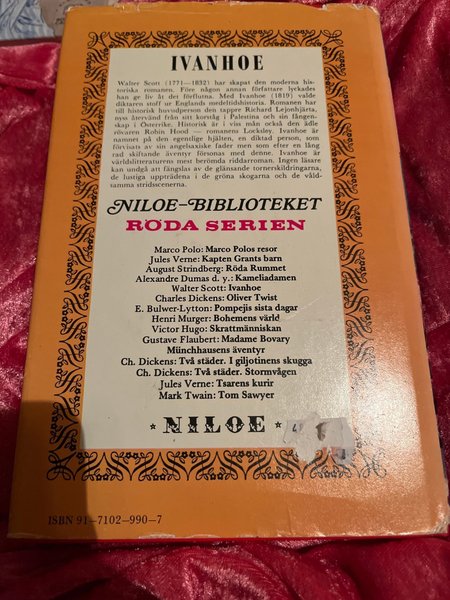 IVANHOE
Walter Scott (1771—1832) har skapat den moderna his-
toriska romanen. Före någon annan författare lyckades
han ge liv åt det förflutna. Med Ivanhoe (1819) valde
diktaren stoff ur Englands medeltidshistoria. Romanen har
till historisk huvudperson den tappre Richard Lejonhjärta,
nyss återvänd från sitt korståg i Palestina och sin fången-
skap i Österrike. Historisk är i viss mån också den ädle
rövaren Robin Hood — romanens Locksley. Ivanhoe är
namnet på den egenlige hjälten, en diktad person, som
förvisats av sin angelsaxiske fader men som efter en lång
rad skiftande äventyr försonas med denne. Ivanhoe är
världslitteraturens mest berömda riddarroman. Ingen läsare
kan undgå att fängslas av de glänsande tornerskildringarna,
de lustiga uppträdena i de gröna skogarna och de våld-
samma stridsscenerna.
NILOE-BIBLIOTEKET
RÖDA SERIEN
Marco Polo: Marco Polos resor
Jules Verne: Kapten Grants barn
August Strindberg: Röda Rummet
Alexandre Dumas d. y.: Kameliadamen
Walter Scott: Ivanhoe
Charles Dickens: Oliver Twist
E. Bulwer-Lytton: Pompejis sista dagar
Henri Murger: Bohemens värld
Victor Hugo: Skrattmänniskan
Gustave Flaubert: Madame Bovary
Münchhausens äventyr
Ch. Dickens: Två städer. I giljotinens skugga
Ch. Dickens: Två städer. Stormvågen
Jules Verne: Tsarens kurir
Mark Twain: Tom Sawyer
* NILOE *
ISBN 91-7102-990-7